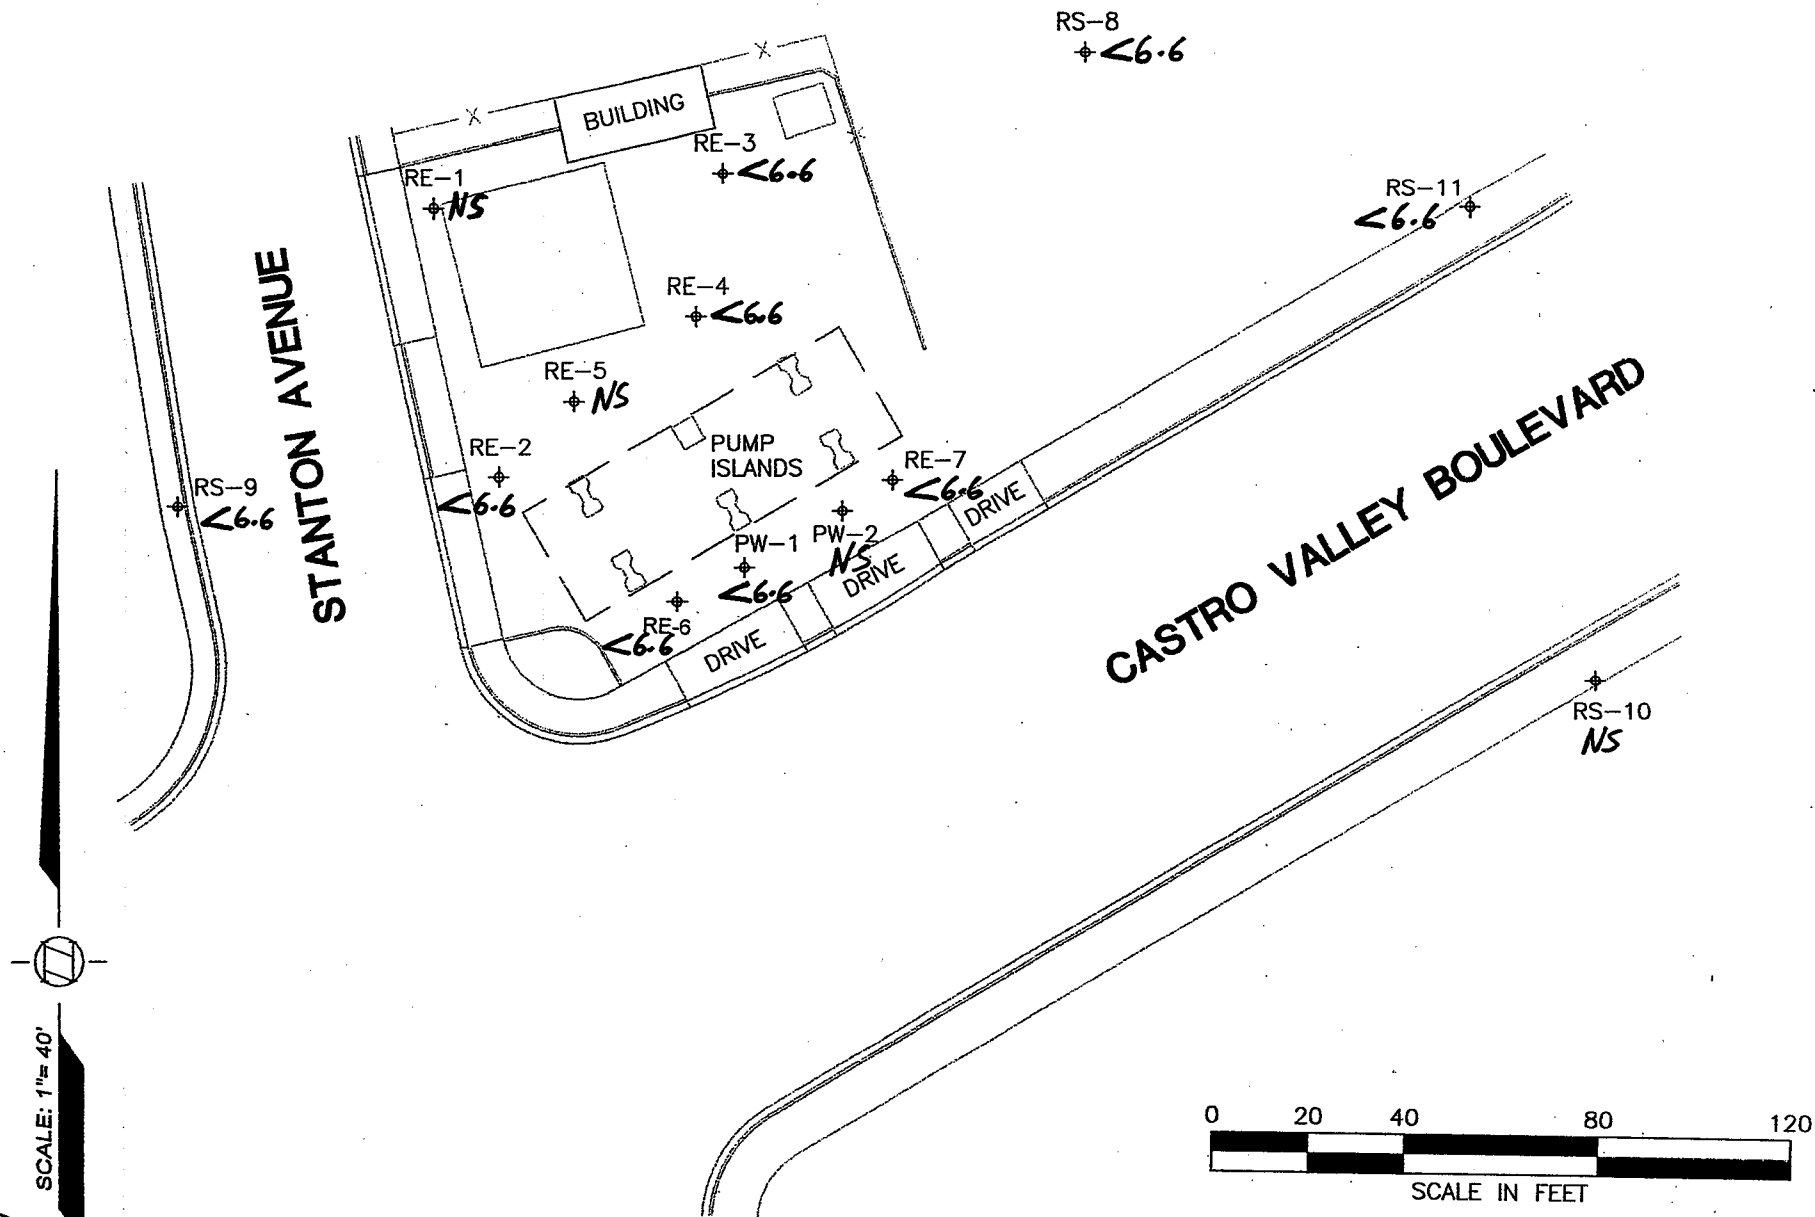 RS-8
<6.6
BUILDING
RE-3
<6.6
RE-1
NS
RS-11
<6.6
RE-4
<6.6
STANTON AVENUE
RE-5
NS
PUMP
ISLANDS
RE-2
<6.6
RE-7
<6.6
RS-9
<6.6
DRIVE
PW-2
NS
PW-1
<6.6
DRIVE
RE-6
<6.6
DRIVE
CASTRO VALLEY BOULEVARD
RS-10
NS
SCALE: 1"= 40'
0 20 40 80 120
SCALE IN FEET